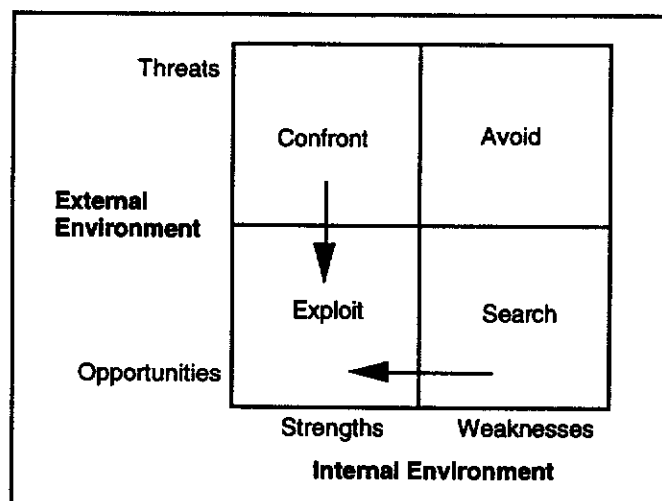 Threats
Confront Avoid
External
Environment
Exploit Search
Opportunities
Strengths Weaknesses
Internal Environment